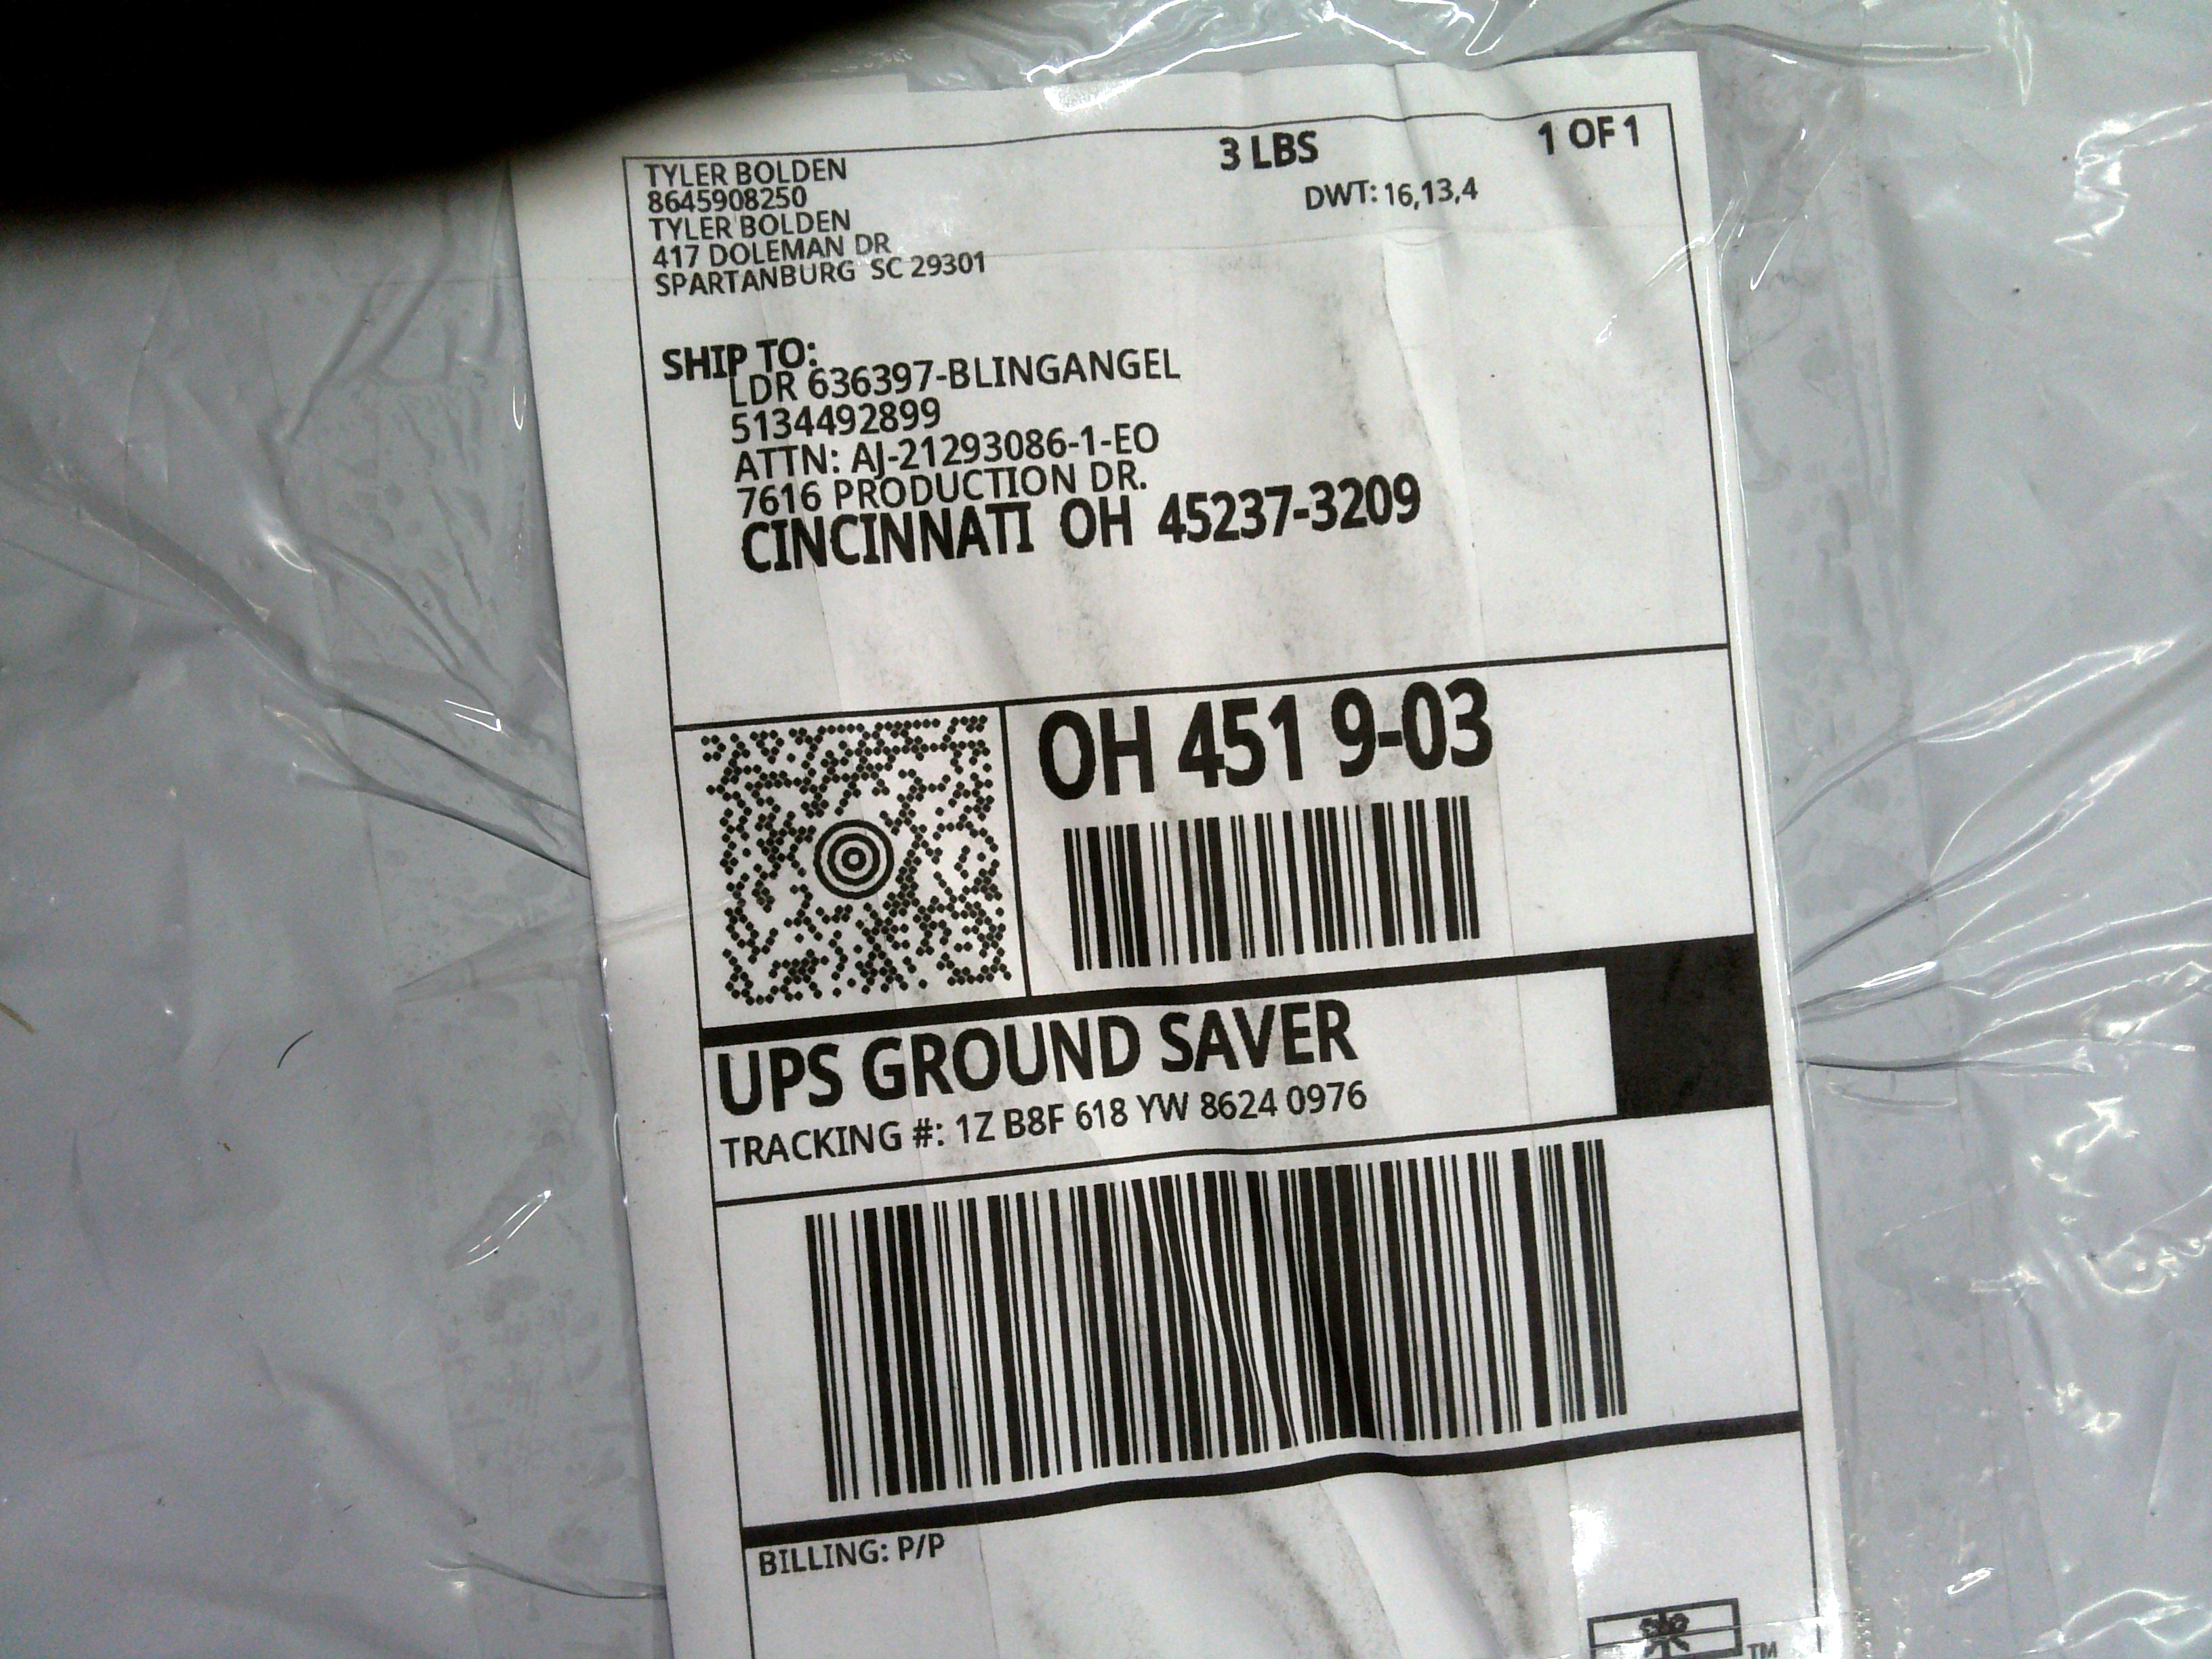 TYLER BOLDEN
8645908250
TYLER BOLDEN
417 DOLEMAN DR
SPARTANBURG SC 29301
3 LBS
1 OF 1
DWT: 16,13,4
SHIP TO:
LDR 636397-BLINGANGEL
5134492899
ATTN: AJ-21293086-1-EO
7616 PRODUCTION DR.
CINCINNATI OH 45237-3209
OH 451 9-03
UPS GROUND SAVER
TRACKING #: 1Z B8F 618 YW 8624 0976
BILLING: P/P
TM